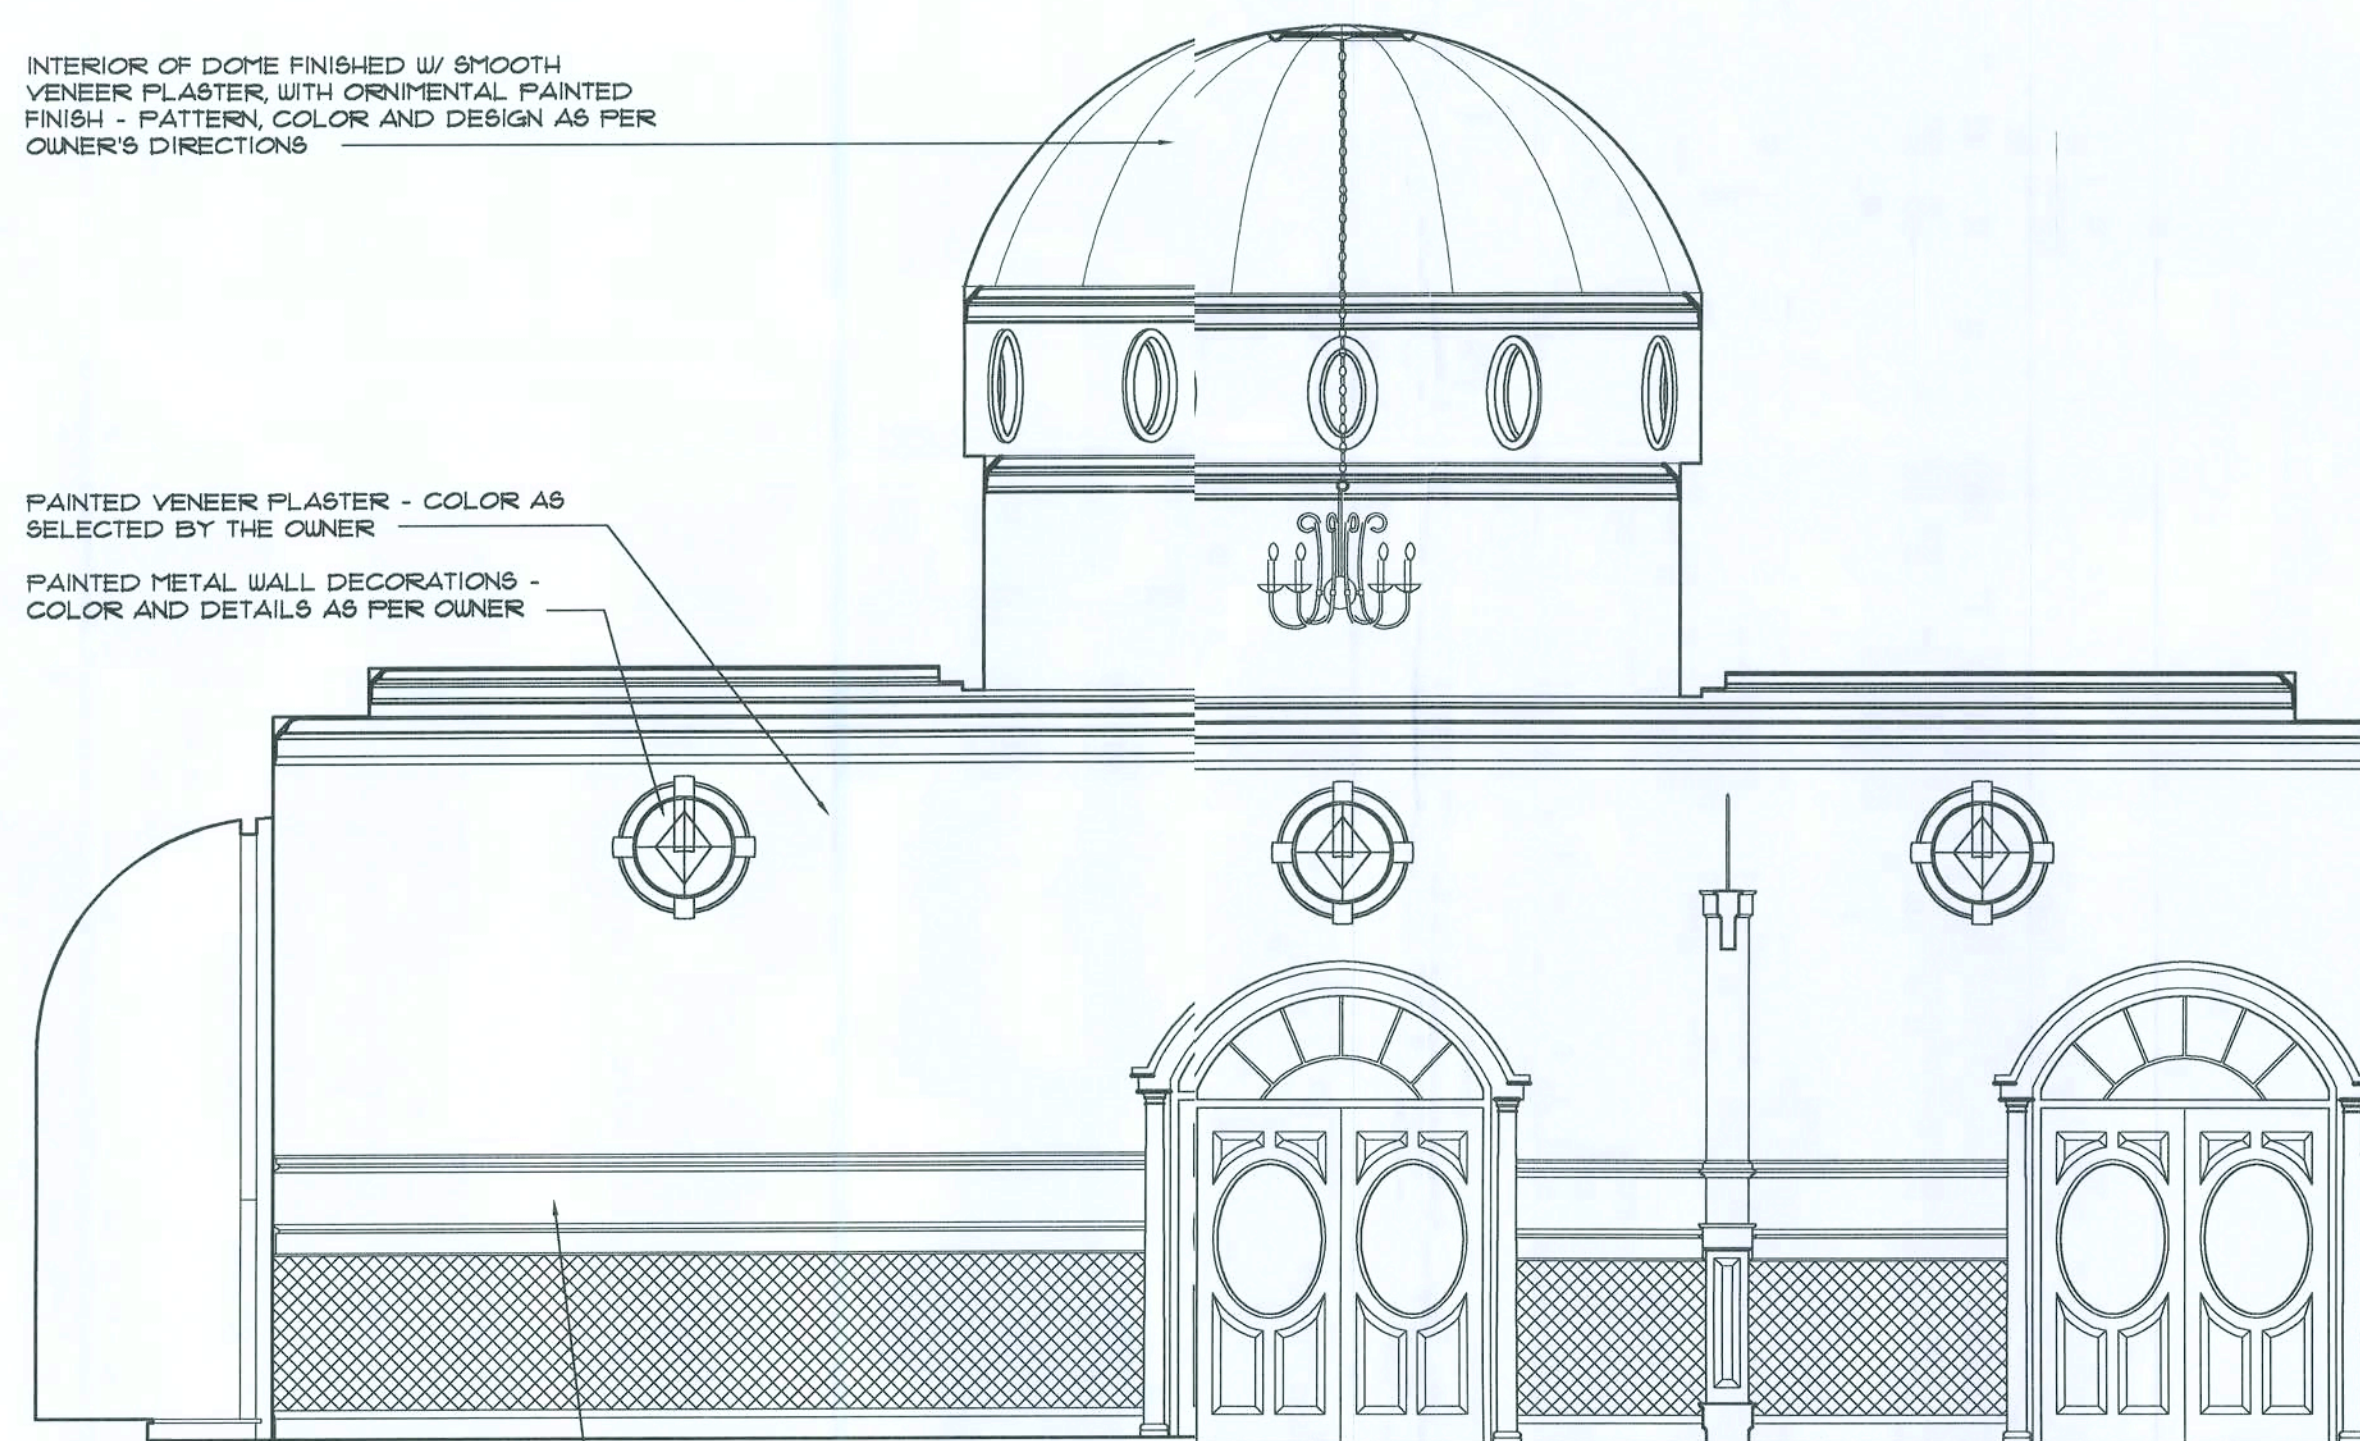 INTERIOR OF DOME FINISHED W/ SMOOTH
VENEER PLASTER, WITH ORNIMENTAL PAINTED
FINISH - PATTERN, COLOR AND DESIGN AS PER
OWNER'S DIRECTIONS
PAINTED VENEER PLASTER - COLOR AS
SELECTED BY THE OWNER
PAINTED METAL WALL DECORATIONS -
COLOR AND DETAILS AS PER OWNER